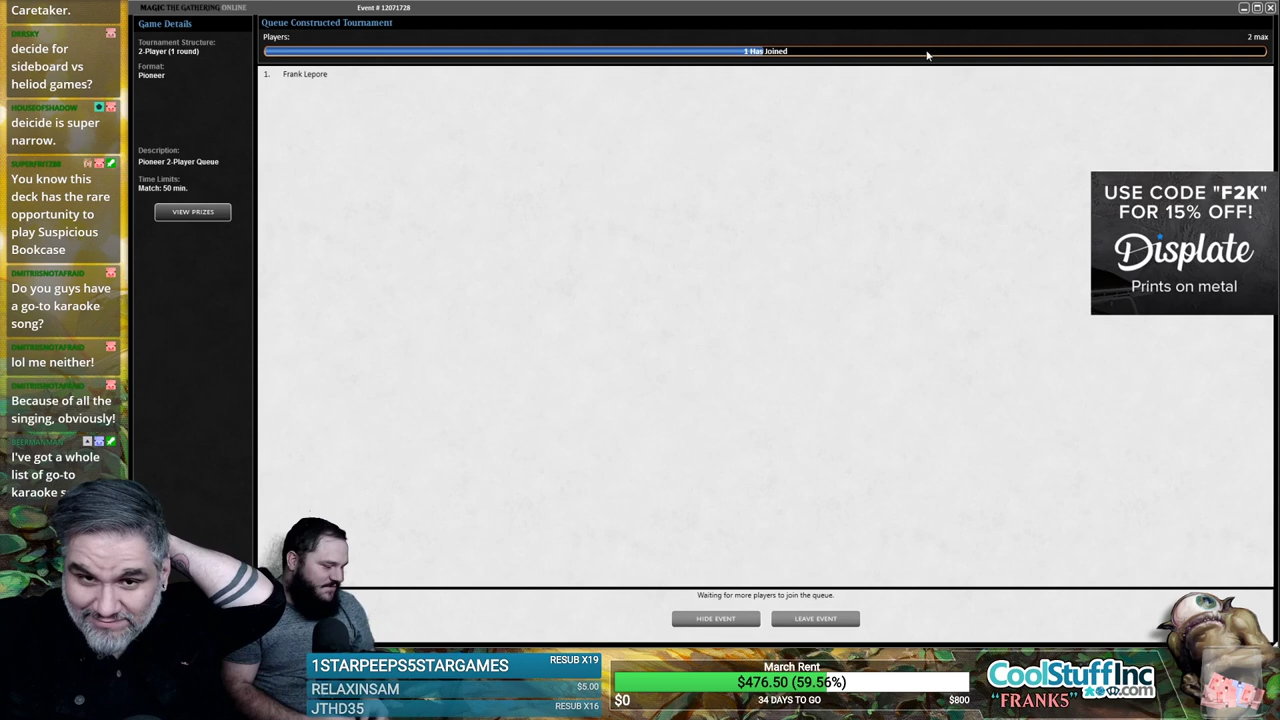 Caretaker.
DRRSKY
decide for
sideboard vs
heliod games?
HOUSEOFSHADOW
deicide is super
narrow.
You know this
deck has the rare
opportunity to
play Suspicious
Bookcase
DMITRIISNOTAFRAID
Do you guys have
a go-to karaoke
song?
DMITRIISNOTAFRAID
lol me neither!
DMITRIISNOTAFRAID
Because of all the
singing, obviously!
BEERMANMAN
I've got a whole
list of go-to
karaoke
MAGIC THE GATHERING ONLINE
Event # 12071728
Game Details
Tournament Structure:
2-Player (1 round)
Format:
Pioneer
Description:
Pioneer 2-Player Queue
Time Limits:
Match: 50 min.
VIEW PRIZES
Queue Constructed Tournament
Players:
2 max
1 Has Joined
1. Frank Lepore
USE CODE "F2K"
FOR 15% OFF!
Displate
Prints on metal
Waiting for more players to join the queue.
HIDE EVENT
LEAVE EVENT
1STARPEEPS5STARGAMES RESUB X19
RELAXINSAM $5.00
JTHD35 RESUB X16
March Rent
$476.50 (59.56%)
$0 34 DAYS TO GO $800
CoolStuffInc
.com
"FRANK5"